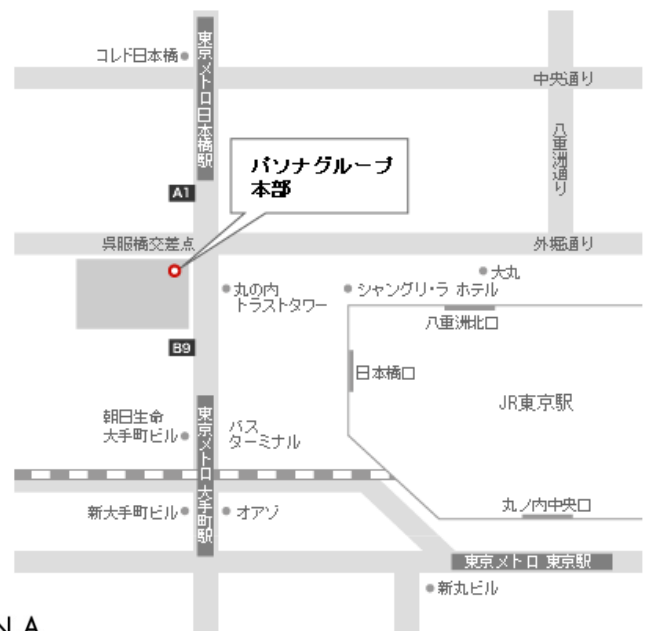 コレド日本橋
東京メトロ日本橋駅
中央通り
八重洲通り
パソナグループ
本部
A1
呉服橋交差点
外堀通り
大丸
丸の内
トラストタワー
シャングリ・ラ ホテル
八重洲北口
B9
日本橋口
JR東京駅
朝日生命
大手町ビル
東京メトロ 大手町駅
バス
ターミナル
新大手町ビル
オアゾ
丸ノ内中央口
東京メトロ 東京駅
新丸ビル